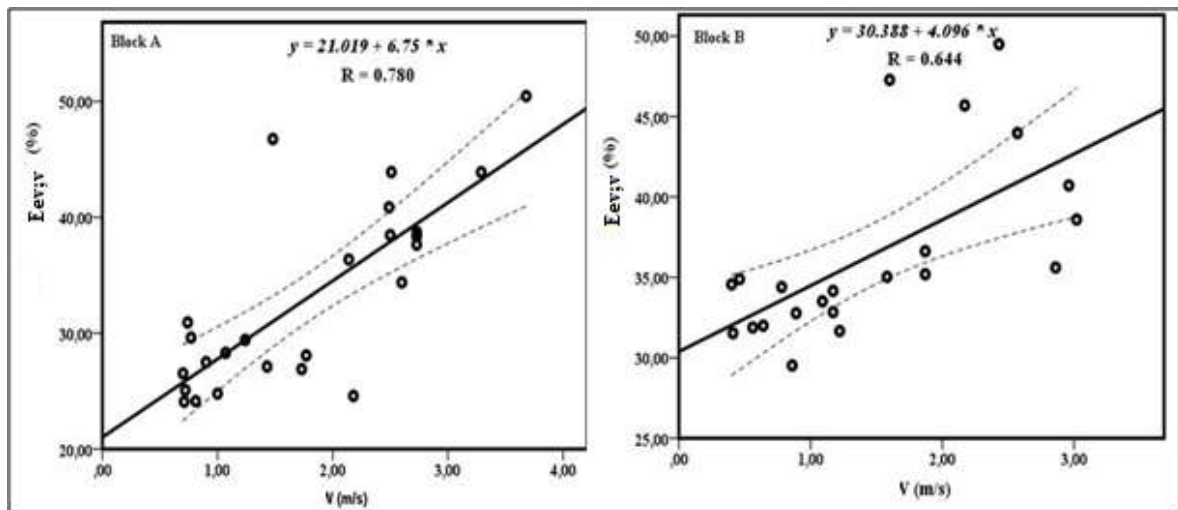 Block A
y = 21.019 + 6.75 * x
R = 0.780
Eev;v (%)
50,00
40,00
30,00
20,00
,00
1,00
2,00
3,00
4,00
V (m/s)
Block B
y = 30.388 + 4.096 * x
R = 0.644
Eev;v (%)
50,00
45,00
40,00
35,00
30,00
25,00
,00
1,00
2,00
3,00
V (m/s)